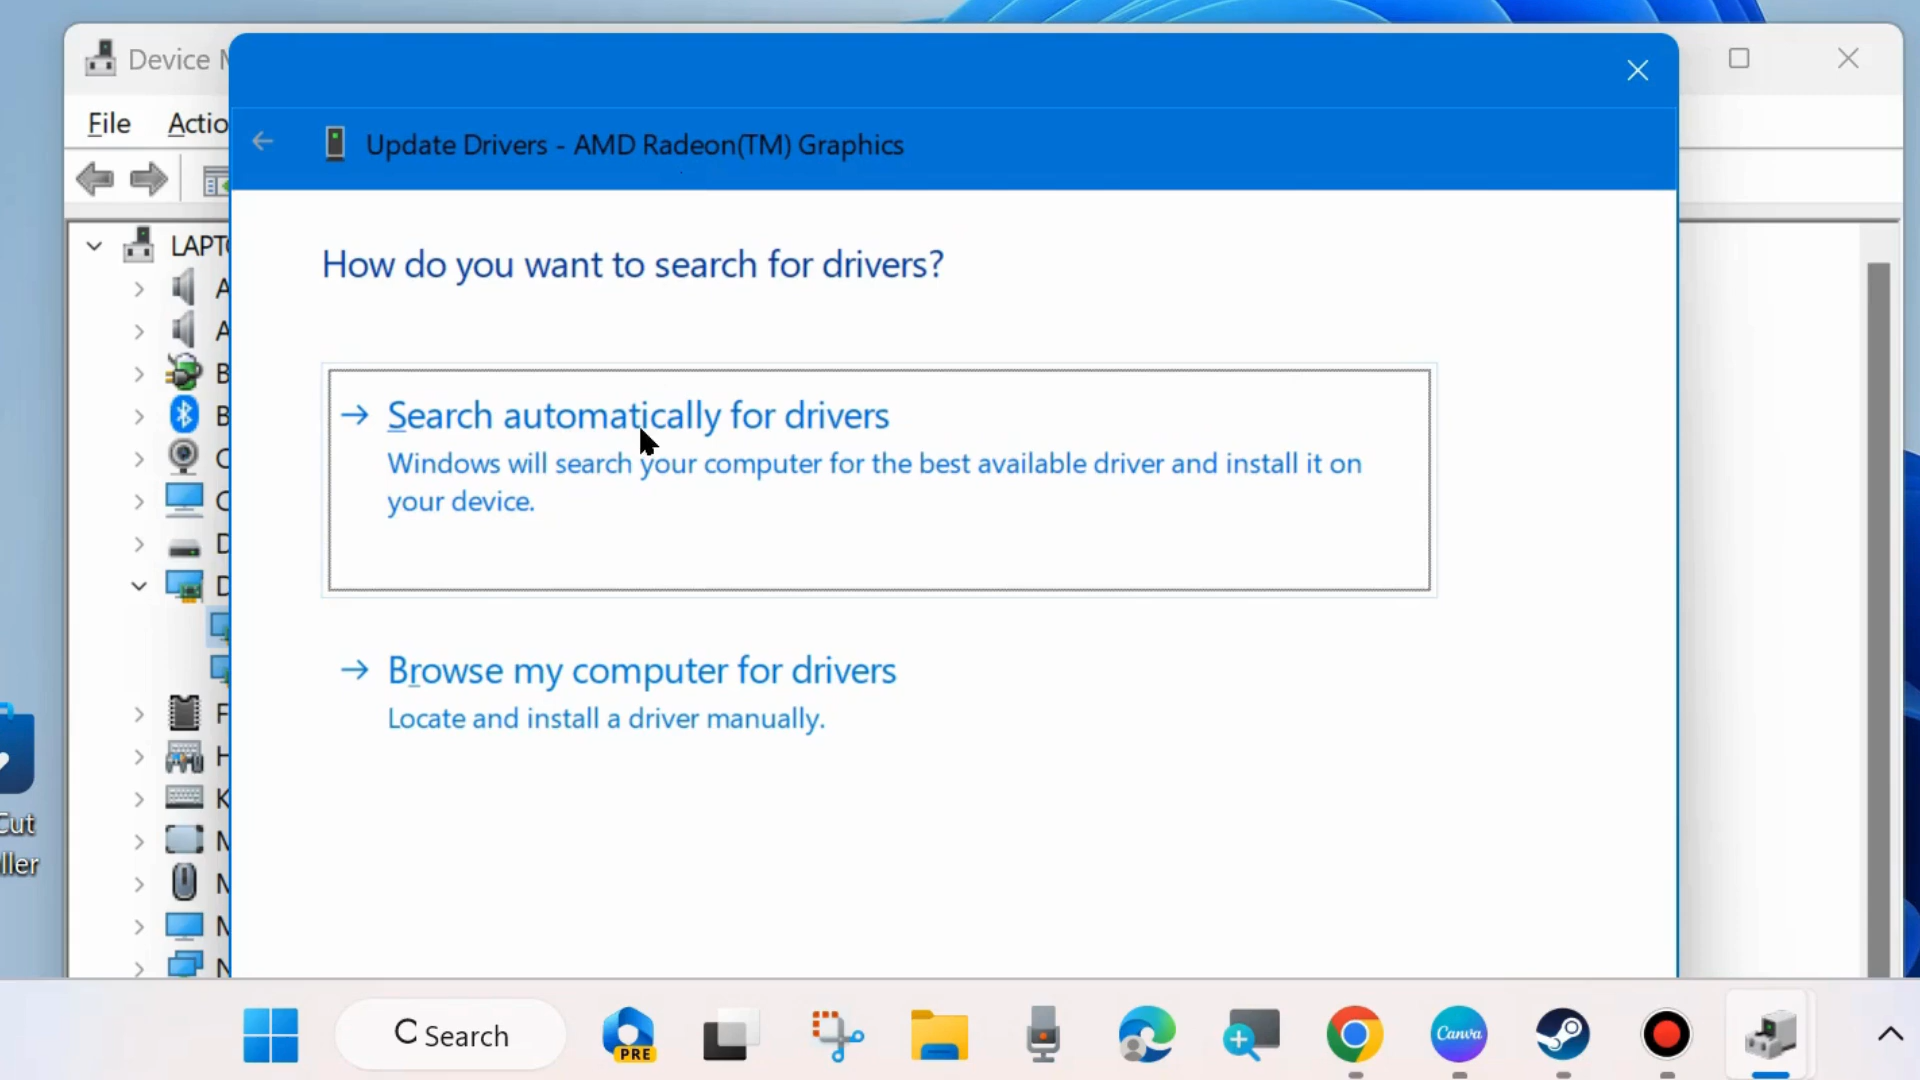 Device
File Actio
Update Drivers - AMD Radeon(TM) Graphics
How do you want to search for drivers?
Search automatically for drivers
Windows will search your computer for the best available driver and install it on
your device.
Browse my computer for drivers
Locate and install a driver manually.
LAPT
A
A
B
B
C
C
D
D
F
H
K
M
M
M
N
Cut
ller
Search
PRE
Canva